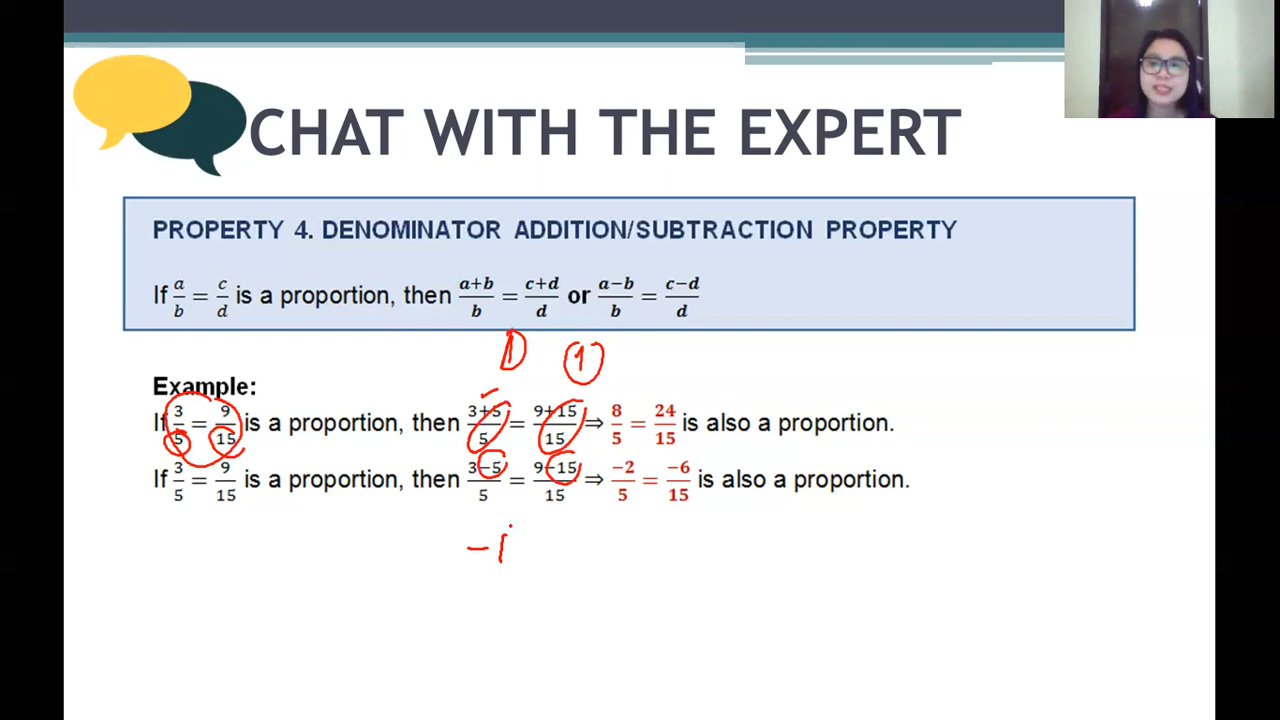 CHAT WITH THE EXPERT
PROPERTY 4. DENOMINATOR ADDITION/SUBTRACTION PROPERTY
If a/b = c/d is a proportion, then a+b/b = c+d/d or a−b/b = c−d/d
D 1
Example:
If 3/5 = 9/15 is a proportion, then 3+5/5 = 9+15/15 ⇒ 8/5 = 24/15 is also a proportion.
If 3/5 = 9/15 is a proportion, then 3−5/5 = 9−15/15 ⇒ −2/5 = −6/15 is also a proportion.